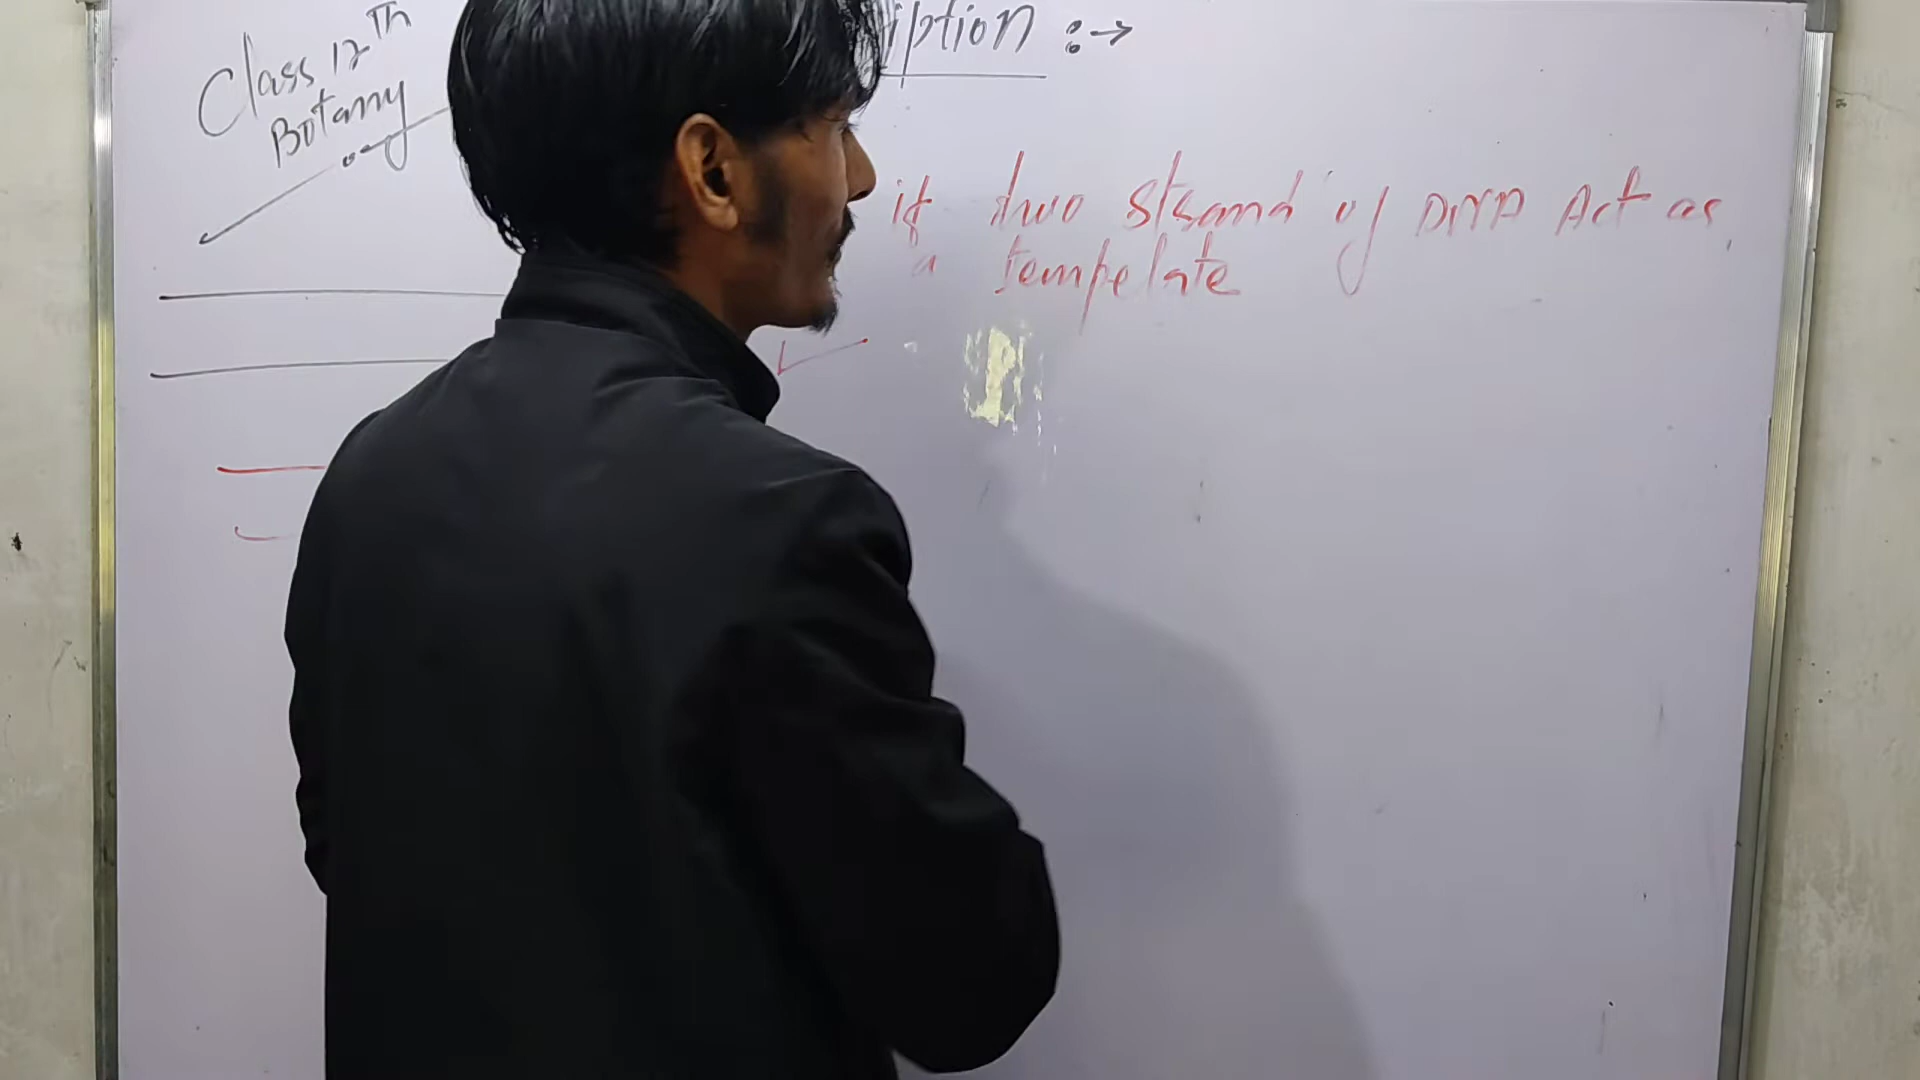 Class 12Th
Botany
iption :→
if two strand of DNA Act as
a tempelate